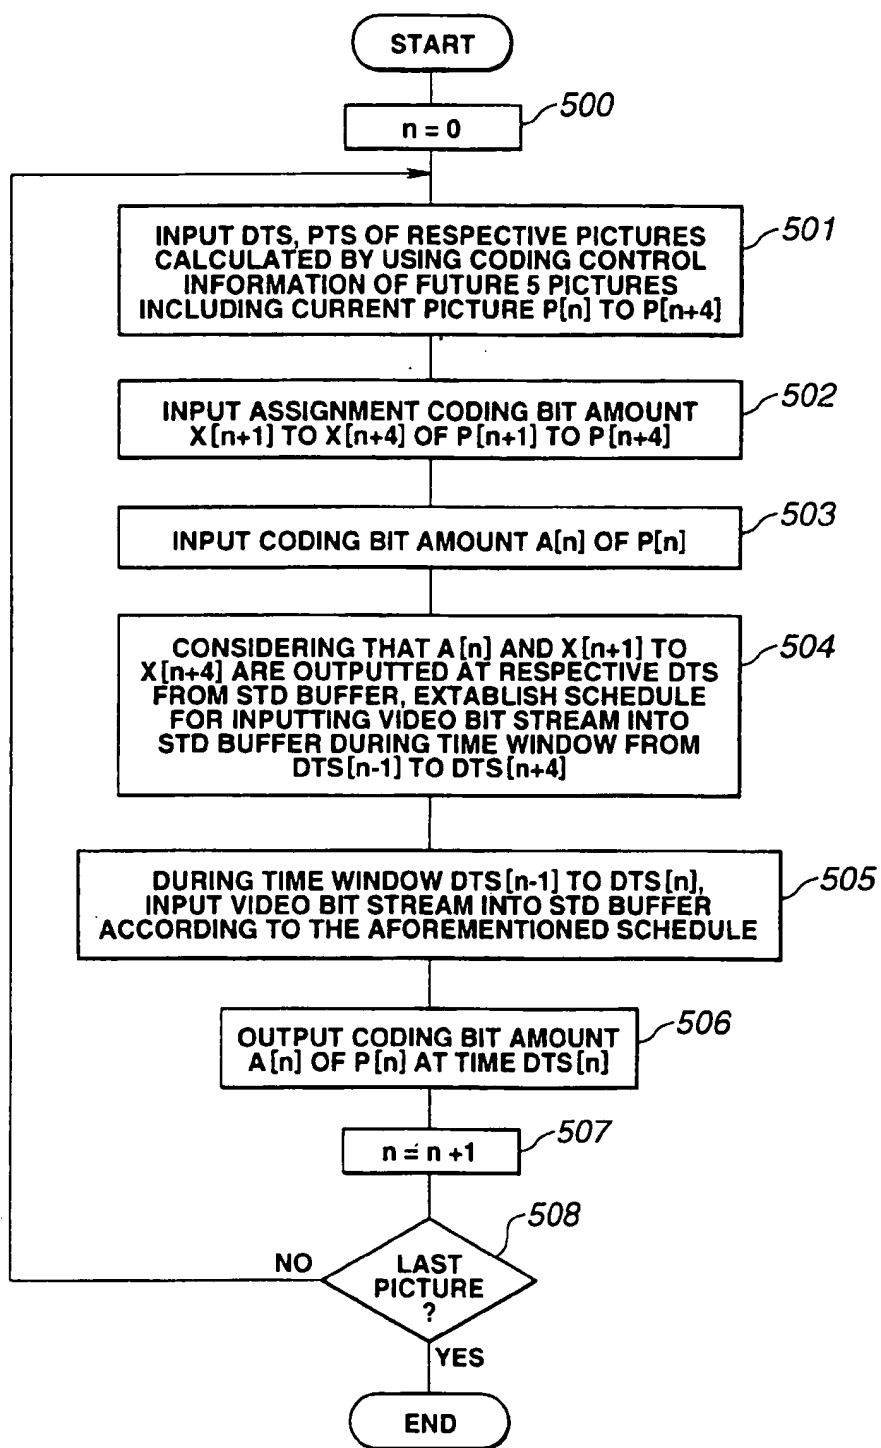 START
500
n = 0
501
INPUT DTS, PTS OF RESPECTIVE PICTURES
CALCULATED BY USING CODING CONTROL
INFORMATION OF FUTURE 5 PICTURES
INCLUDING CURRENT PICTURE P[n] TO P[n+4]
502
INPUT ASSIGNMENT CODING BIT AMOUNT
X[n+1] TO X[n+4] OF P[n+1] TO P[n+4]
503
INPUT CODING BIT AMOUNT A[n] OF P[n]
504
CONSIDERING THAT A[n] AND X[n+1] TO
X[n+4] ARE OUTPUTTED AT RESPECTIVE DTS
FROM STD BUFFER, EXTABLISH SCHEDULE
FOR INPUTTING VIDEO BIT STREAM INTO
STD BUFFER DURING TIME WINDOW FROM
DTS[n-1] TO DTS[n+4]
505
DURING TIME WINDOW DTS[n-1] TO DTS[n],
INPUT VIDEO BIT STREAM INTO STD BUFFER
ACCORDING TO THE AFOREMENTIONED SCHEDULE
506
OUTPUT CODING BIT AMOUNT
A[n] OF P[n] AT TIME DTS[n]
507
n = n +1
508
NO
LAST
PICTURE
?
YES
END